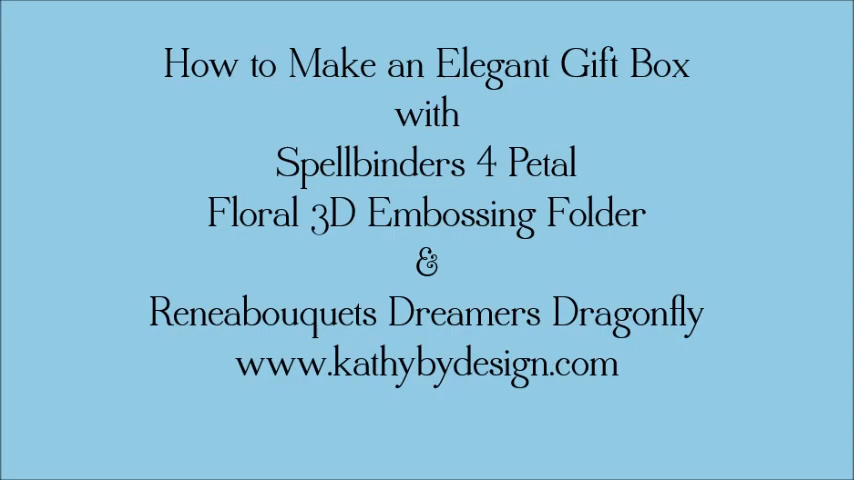 How to Make an Elegant Gift Box
with
Spellbinders 4 Petal
Floral 3D Embossing Folder
&
Reneabouquets Dreamers Dragonfly
www.kathybydesign.com